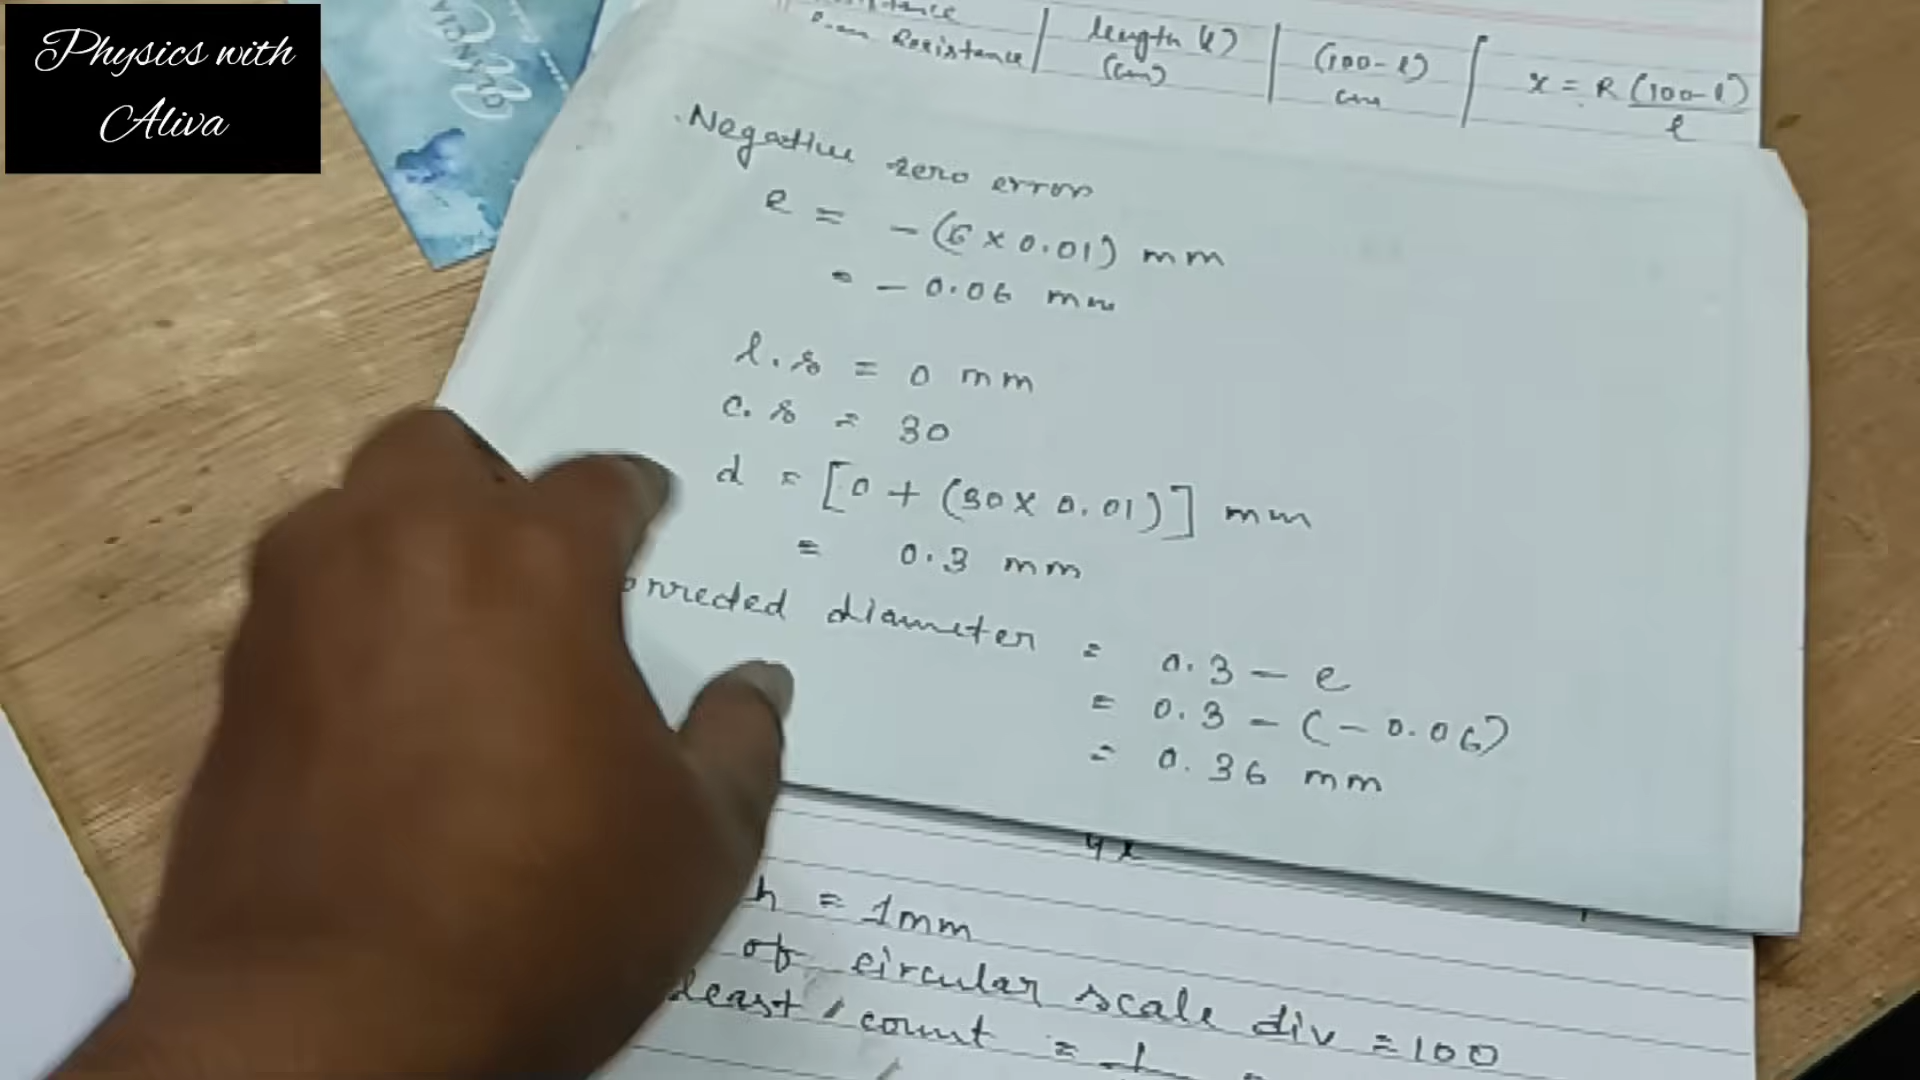 Physics with
Aliva
Resistance | length (l) | (100-l) | x = R (100-l)
(cm) | cm | l
Negative zero error
e = - (6 x 0.01) mm
= - 0.06 mm
l.s = 0 mm
c.s = 30
d = [0 + (30 x 0.01)] mm
= 0.3 mm
orrected diameter = 0.3 - e
= 0.3 - (- 0.06)
= 0.36 mm
h = 1mm
of circular scale div = 100
least count = 1